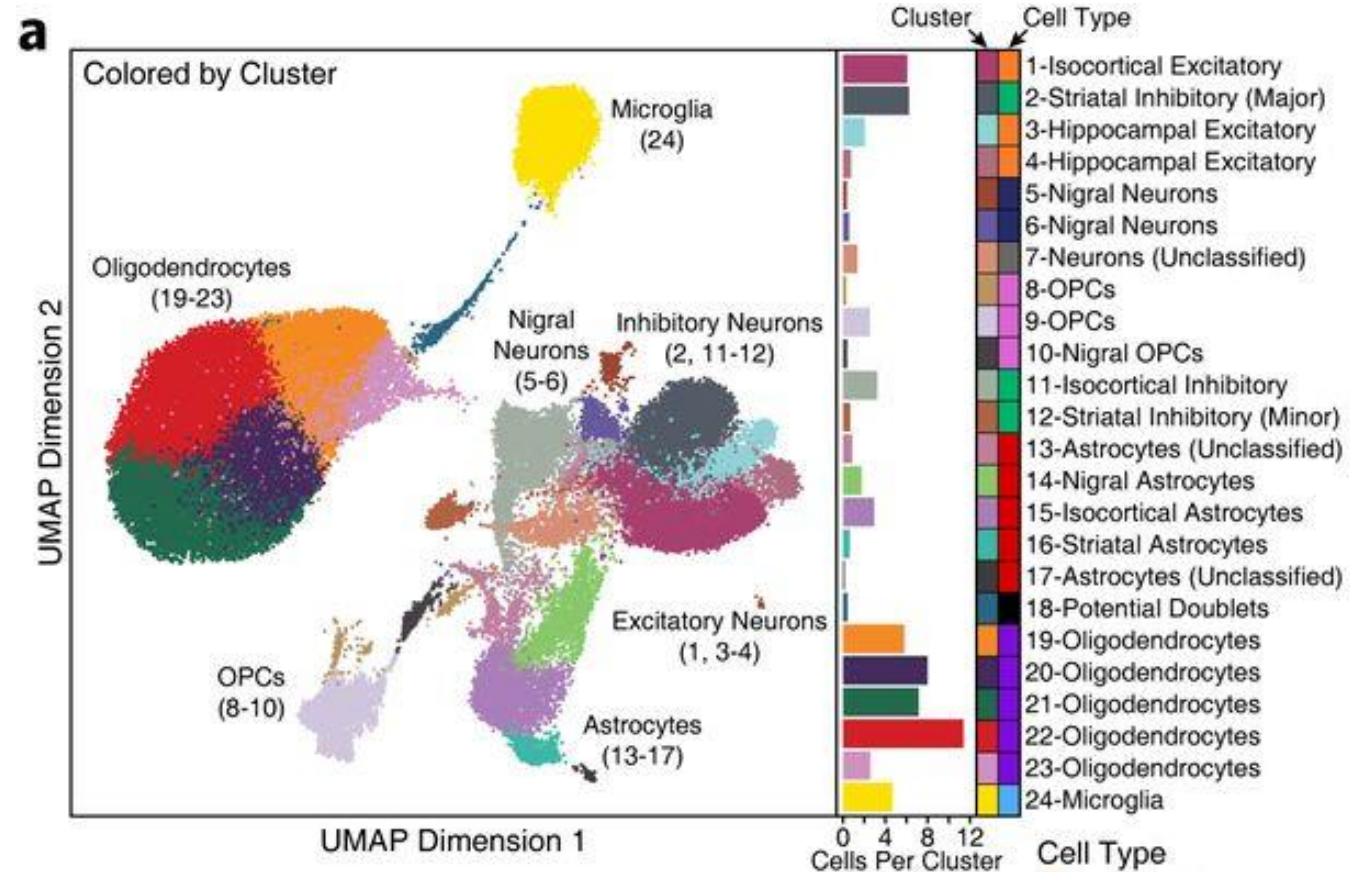 a
Cluster
Cell Type
Colored by Cluster
Microglia
(24)
Oligodendrocytes
(19-23)
Nigral
Neurons
(5-6)
Inhibitory Neurons
(2, 11-12)
Excitatory Neurons
(1, 3-4)
OPCs
(8-10)
Astrocytes
(13-17)
UMAP Dimension 2
UMAP Dimension 1
1-Isocortical Excitatory
2-Striatal Inhibitory (Major)
3-Hippocampal Excitatory
4-Hippocampal Excitatory
5-Nigral Neurons
6-Nigral Neurons
7-Neurons (Unclassified)
8-OPCs
9-OPCs
10-Nigral OPCs
11-Isocortical Inhibitory
12-Striatal Inhibitory (Minor)
13-Astrocytes (Unclassified)
14-Nigral Astrocytes
15-Isocortical Astrocytes
16-Striatal Astrocytes
17-Astrocytes (Unclassified)
18-Potential Doublets
19-Oligodendrocytes
20-Oligodendrocytes
21-Oligodendrocytes
22-Oligodendrocytes
23-Oligodendrocytes
24-Microglia
0 4 8 12
Cells Per Cluster
Cell Type